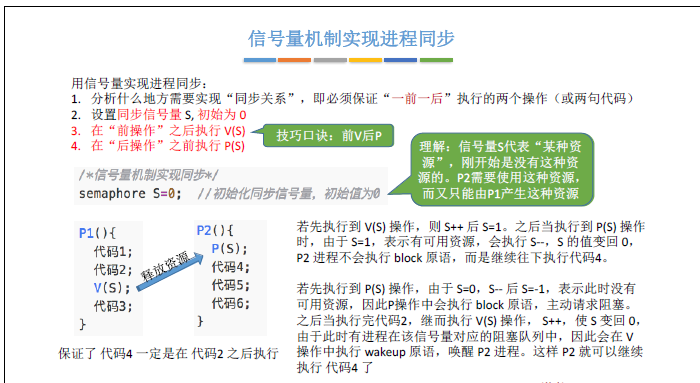 信号量机制实现进程同步
用信号量实现进程同步：
1. 分析什么地方需要实现“同步关系”，即必须保证“一前一后”执行的两个操作（或两句代码）
2. 设置同步信号量 S, 初始为 0
3. 在“前操作”之后执行 V(S)
4. 在“后操作”之前执行 P(S)
技巧口诀：前V后P
理解：信号量S代表“某种资
源”，刚开始是没有这种资
源的。P2需要使用这种资源，
而又只能由P1产生这种资源
/*信号量机制实现同步*/
semaphore S=0; //初始化同步信号量，初始值为0
P1(){
代码1;
代码2;
V(S);
代码3;
}
释放资源
P2(){
P(S);
代码4;
代码5;
代码6;
}
保证了 代码4 一定是在 代码2 之后执行
若先执行到 V(S) 操作，则 S++ 后 S=1。之后当执行到 P(S) 操作
时，由于 S=1，表示有可用资源，会执行 S--，S 的值变回 0，
P2 进程不会执行 block 原语，而是继续往下执行代码4。
若先执行到 P(S) 操作，由于 S=0，S-- 后 S=-1，表示此时没有
可用资源，因此P操作中会执行 block 原语，主动请求阻塞。
之后当执行完代码2，继而执行 V(S) 操作， S++，使 S 变回 0，
由于此时有进程在该信号量对应的阻塞队列中，因此会在 V
操作中执行 wakeup 原语，唤醒 P2 进程。这样 P2 就可以继续
执行 代码4 了